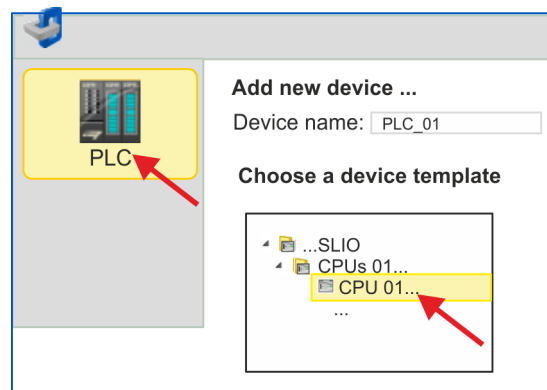 PLC
Add new device ...
Device name: PLC_01
Choose a device template
...SLIO
CPUs 01...
CPU 01...
...